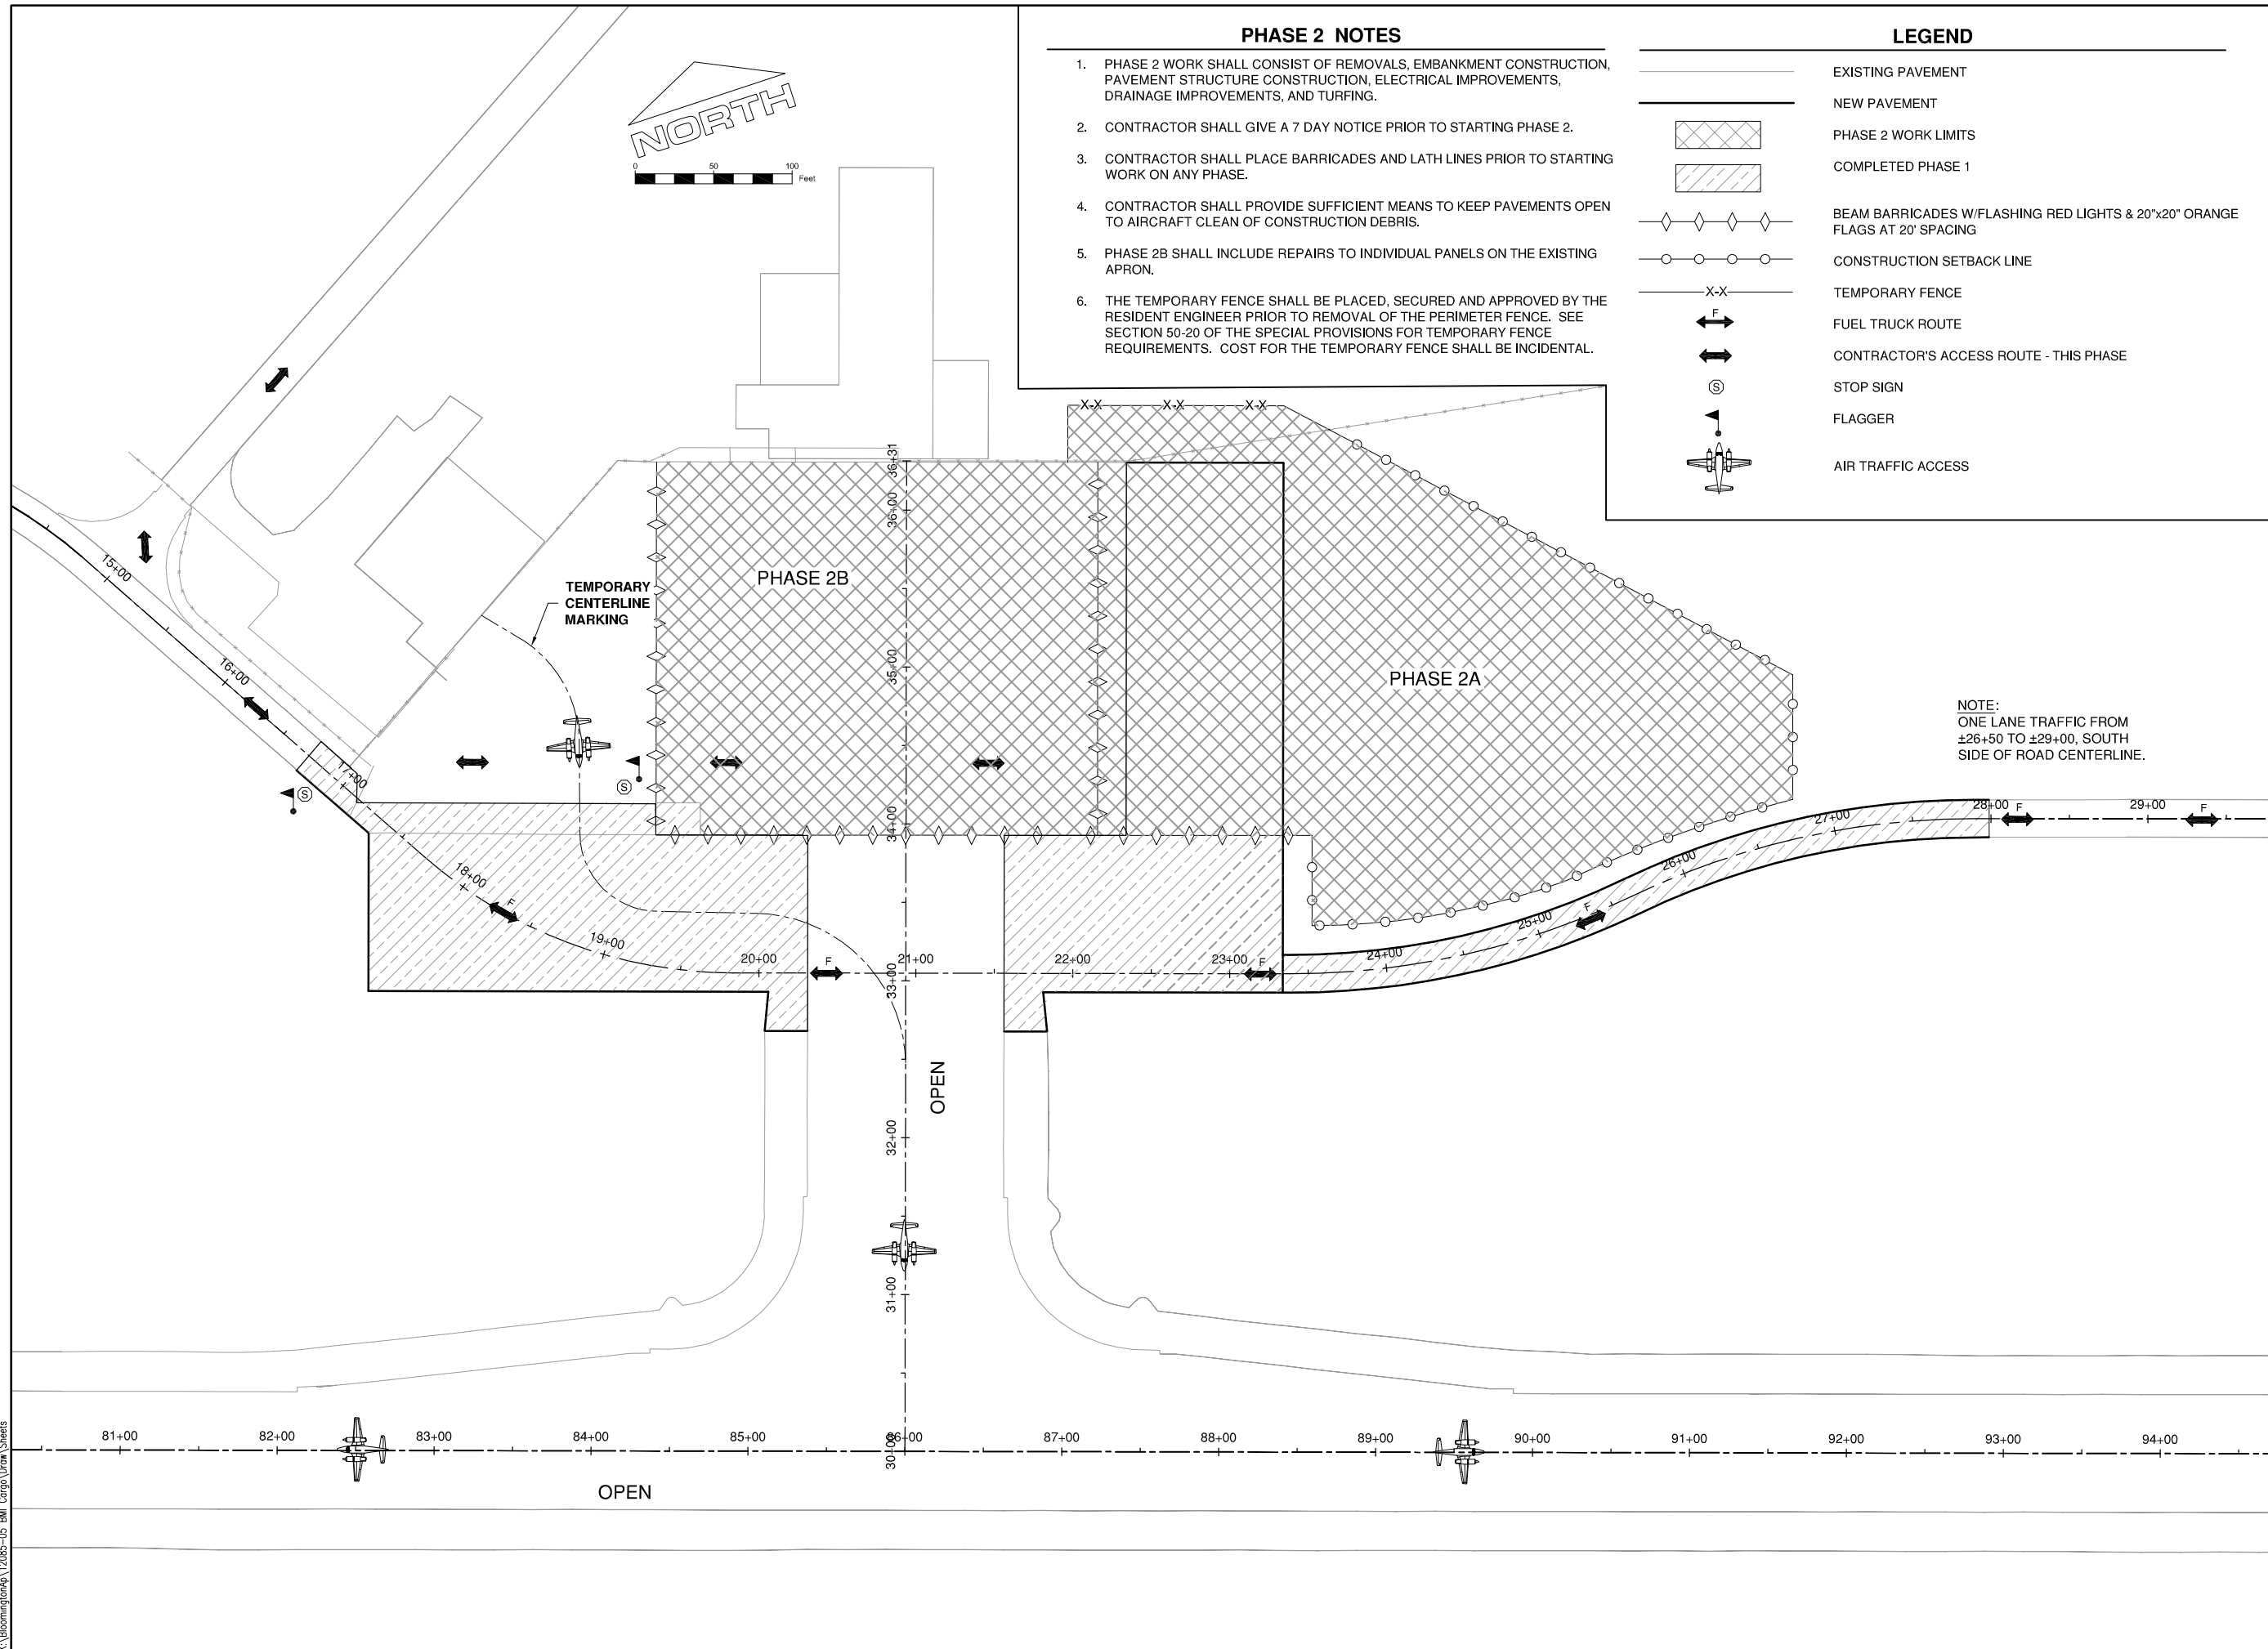 PHASE 2 NOTES
1. PHASE 2 WORK SHALL CONSIST OF REMOVALS, EMBANKMENT CONSTRUCTION,
PAVEMENT STRUCTURE CONSTRUCTION, ELECTRICAL IMPROVEMENTS,
DRAINAGE IMPROVEMENTS, AND TURFING.
2. CONTRACTOR SHALL GIVE A 7 DAY NOTICE PRIOR TO STARTING PHASE 2.
3. CONTRACTOR SHALL PLACE BARRICADES AND LATH LINES PRIOR TO STARTING
WORK ON ANY PHASE.
4. CONTRACTOR SHALL PROVIDE SUFFICIENT MEANS TO KEEP PAVEMENTS OPEN
TO AIRCRAFT CLEAN OF CONSTRUCTION DEBRIS.
5. PHASE 2B SHALL INCLUDE REPAIRS TO INDIVIDUAL PANELS ON THE EXISTING
APRON.
6. THE TEMPORARY FENCE SHALL BE PLACED, SECURED AND APPROVED BY THE
RESIDENT ENGINEER PRIOR TO REMOVAL OF THE PERIMETER FENCE. SEE
SECTION 50-20 OF THE SPECIAL PROVISIONS FOR TEMPORARY FENCE
REQUIREMENTS. COST FOR THE TEMPORARY FENCE SHALL BE INCIDENTAL.
LEGEND
EXISTING PAVEMENT
NEW PAVEMENT
PHASE 2 WORK LIMITS
COMPLETED PHASE 1
BEAM BARRICADES W/FLASHING RED LIGHTS & 20"x20" ORANGE
FLAGS AT 20' SPACING
CONSTRUCTION SETBACK LINE
X-X TEMPORARY FENCE
F
FUEL TRUCK ROUTE
CONTRACTOR'S ACCESS ROUTE - THIS PHASE
S STOP SIGN
FLAGGER
AIR TRAFFIC ACCESS
NORTH
0 50 100
Feet
X-X X-X X-X
36+31
36+00
35+00
34+00
33+00
32+00
31+00
30+00
PHASE 2B
TEMPORARY
CENTERLINE
MARKING
PHASE 2A
NOTE:
ONE LANE TRAFFIC FROM
±26+50 TO ±29+00, SOUTH
SIDE OF ROAD CENTERLINE.
15+00
16+00
17+00
S
S
18+00
F
19+00
20+00
F
21+00
22+00
23+00
F
24+00
25+00
F
26+00
27+00
28+00
F
29+00
F
OPEN
81+00 82+00 83+00 84+00 85+00 86+00 87+00 88+00 89+00 90+00 91+00 92+00 93+00 94+00
OPEN
K:\BloomingtonAp\12085-05 BMI Cargo\Draw\Sheets